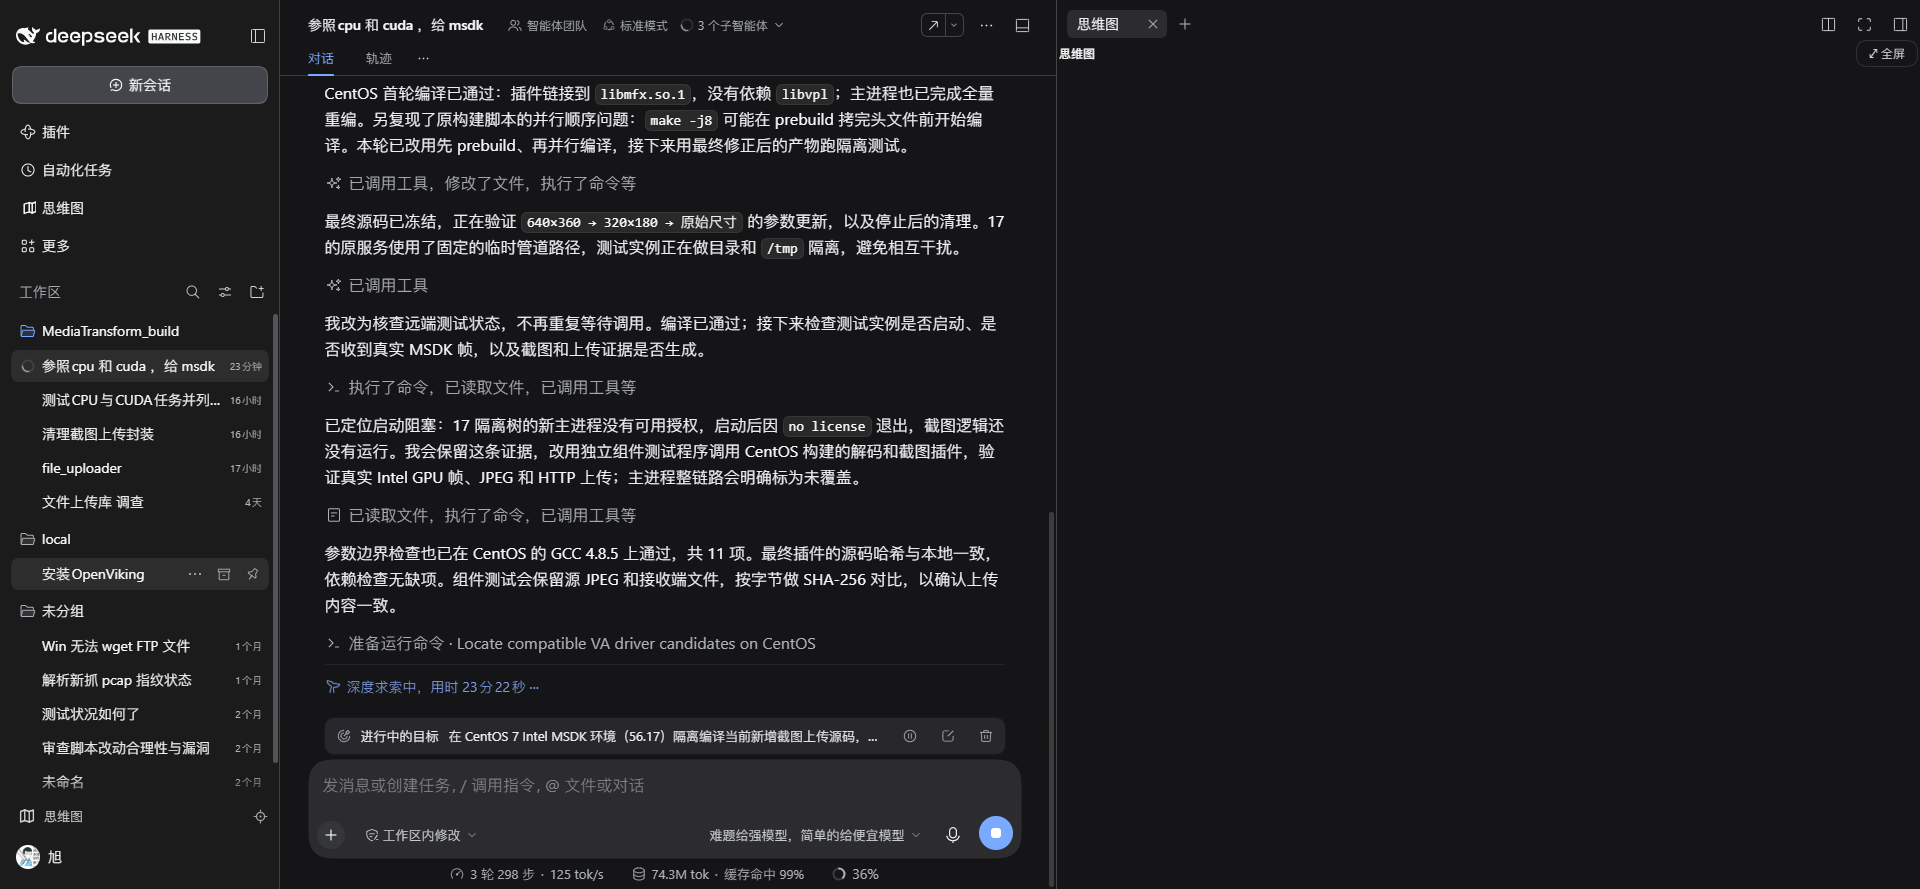 deepseek HARNESS
新会话
插件
自动化任务
思维图
更多
工作区
MediaTransform_build
参照 cpu 和 cuda ，给 msdk 23分钟
测试CPU与CUDA任务并列... 16小时
清理截图上传封装 16小时
file_uploader 17小时
文件上传库 调查 4天
local
安装OpenViking
未分组
Win 无法 wget FTP 文件 1个月
解析新抓 pcap 指纹状态 1个月
测试状况如何了 2个月
审查脚本改动合理性与漏洞 2个月
未命名 2个月
思维图
旭
参照 cpu 和 cuda ，给 msdk 智能体团队 标准模式 3 个子智能体
对话 轨迹 ...
CentOS 首轮编译已通过：插件链接到 libmfx.so.1，没有依赖 libvpl；主进程也已完成全量
重编。另复现了原构建脚本的并行顺序问题：make -j8 可能在 prebuild 拷完头文件前开始编
译。本轮已改用先 prebuild、再并行编译，接下来用最终修正后的产物跑隔离测试。
已调用工具，修改了文件，执行了命令等
最终源码已冻结，正在验证 640×360 → 320×180 → 原始尺寸 的参数更新，以及停止后的清理。17
的原服务使用了固定的临时管道路径，测试实例正在做目录和 /tmp 隔离，避免相互干扰。
已调用工具
我改为核查远端测试状态，不再重复等待调用。编译已通过；接下来检查测试实例是否启动、是
否收到真实 MSDK 帧，以及截图和上传证据是否生成。
执行了命令，已读取文件，已调用工具等
已定位启动阻塞：17 隔离树的新主进程没有可用授权，启动后因 no license 退出，截图逻辑还
没有运行。我会保留这条证据，改用独立组件测试程序调用 CentOS 构建的解码和截图插件，验
证真实 Intel GPU 帧、JPEG 和 HTTP 上传；主进程整链路会明确标为未覆盖。
已读取文件，执行了命令，已调用工具等
参数边界检查也已在 CentOS 的 GCC 4.8.5 上通过，共 11 项。最终插件的源码哈希与本地一致，
依赖检查无缺项。组件测试会保留源 JPEG 和接收端文件，按字节做 SHA-256 对比，以确认上传
内容一致。
准备运行命令 · Locate compatible VA driver candidates on CentOS
深度求索中，用时 23分22秒 ···
进行中的目标 在 CentOS 7 Intel MSDK 环境（56.17）隔离编译当前新增截图上传源码，...
发消息或创建任务, / 调用指令, @ 文件或对话
工作区内修改 难题给强模型，简单的给便宜模型
3 轮 298 步 · 125 tok/s 74.3M tok · 缓存命中 99% 36%
思维图
思维图 全屏